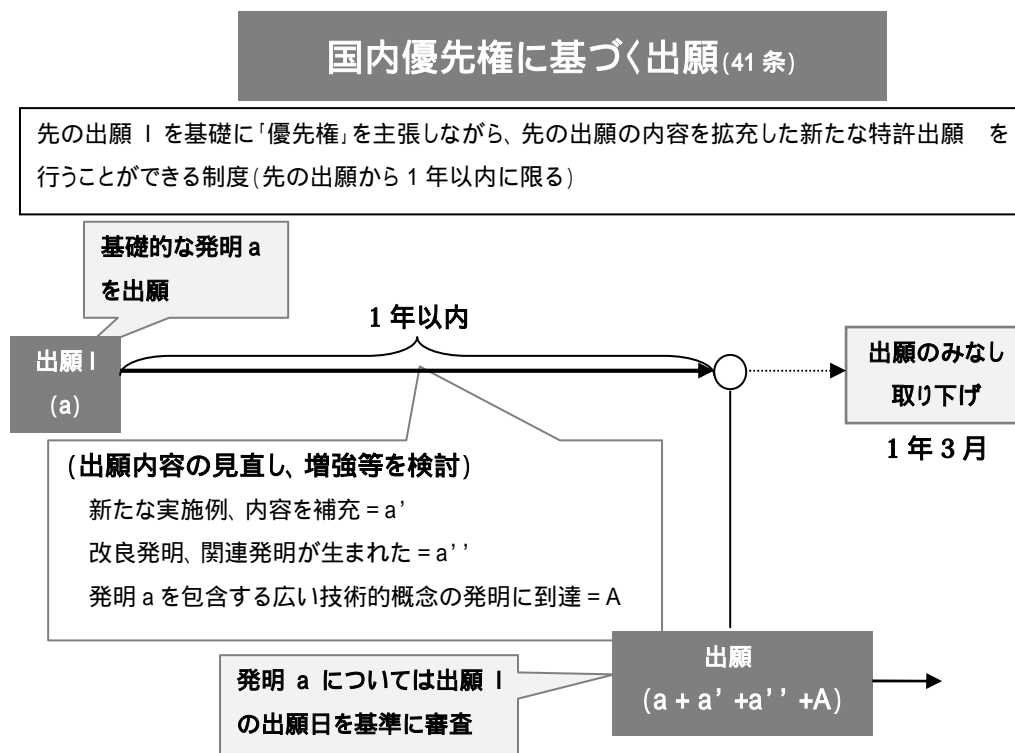 国内優先権に基づく出願(41 条)
先の出願 I を基礎に「優先権」を主張しながら、先の出願の内容を拡充した新たな特許出願 を
行うことができる制度(先の出願から 1 年以内に限る)
基礎的な発明 a
を出願
1 年以内
出願 I
(a)
出願のみなし
取り下げ
1 年 3 月
(出願内容の見直し、増強等を検討)
新たな実施例、内容を補充 = a'
改良発明、関連発明が生まれた = a''
発明 a を包含する広い技術的概念の発明に到達 = A
発明 a については出願 I
の出願日を基準に審査
出願
(a + a' +a'' +A)